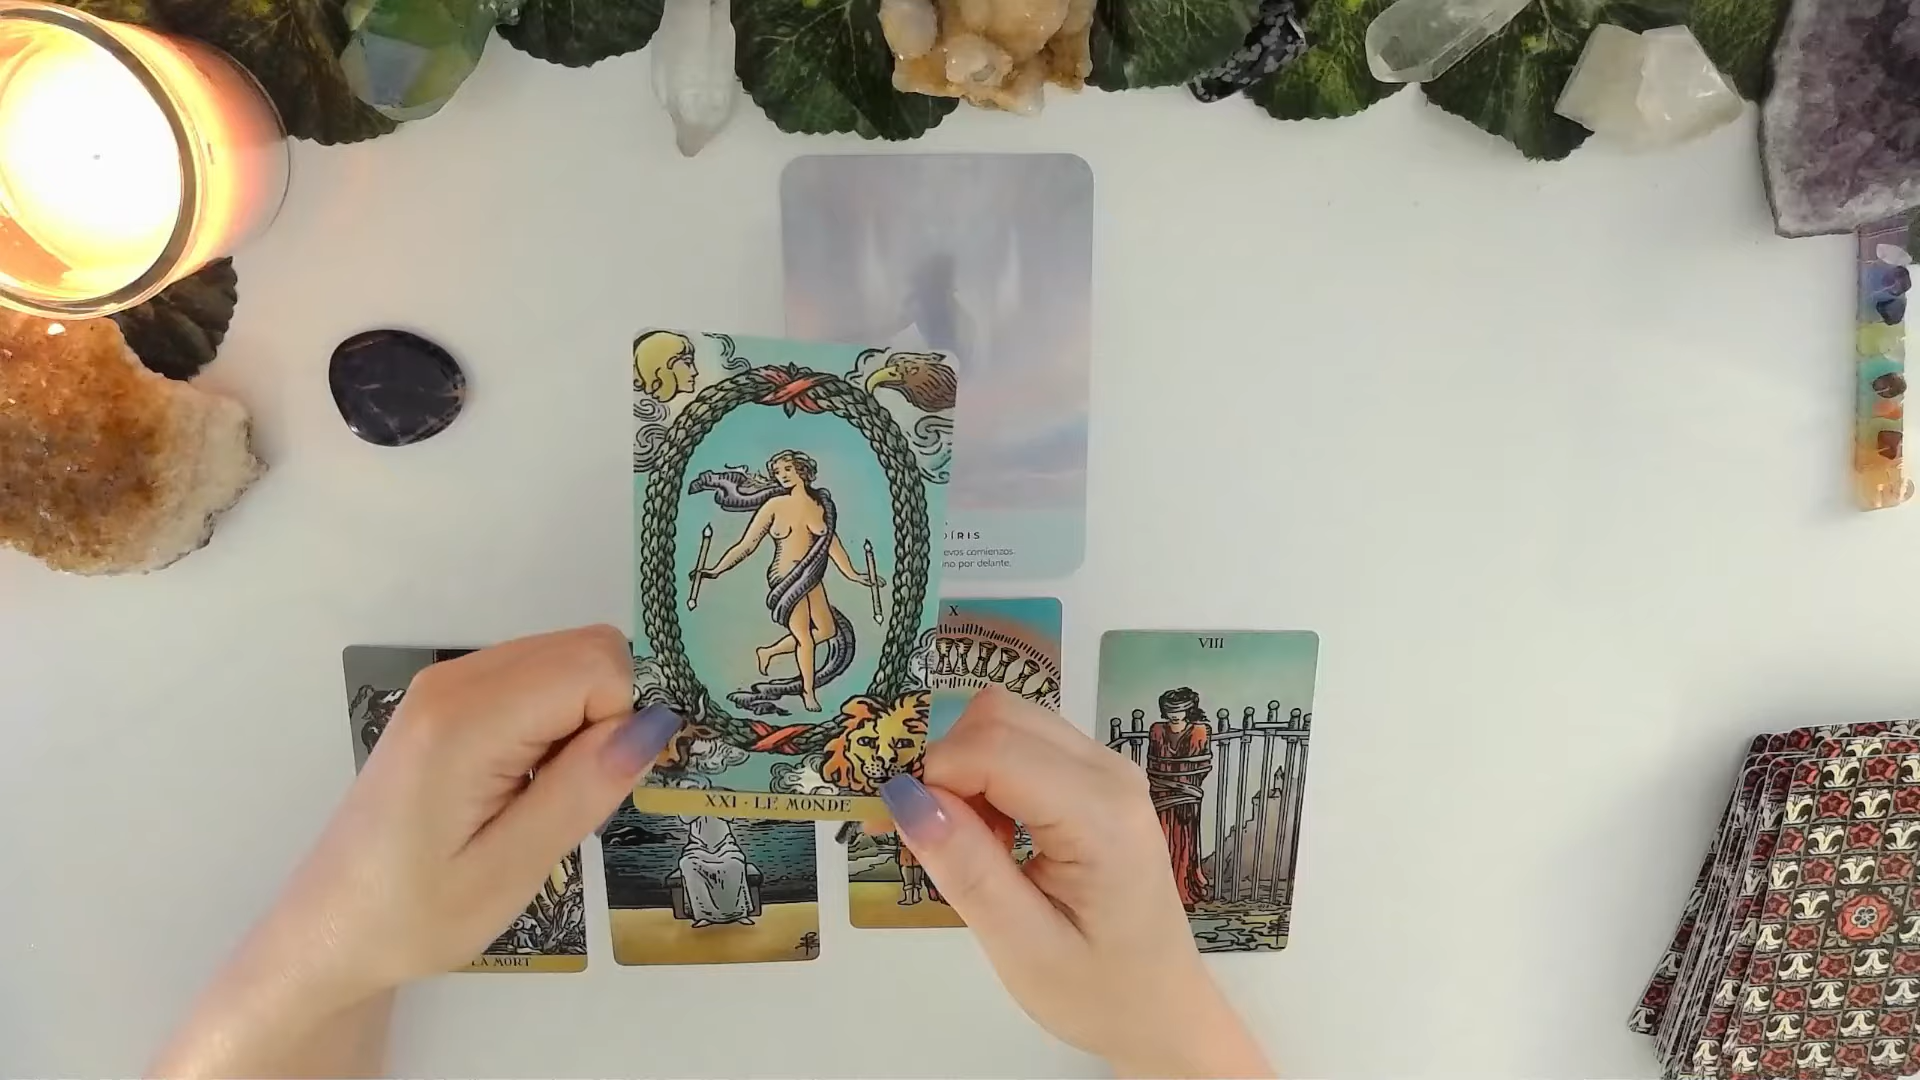 ÍRIS
evos comienzos.
ino por delante.
X
VIII
XXI · LE MONDE
LA MORT